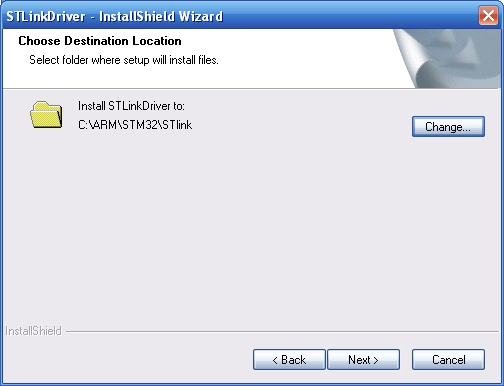 STLinkDriver - InstallShield Wizard
Choose Destination Location
Select folder where setup will install files.
Install STLinkDriver to:
C:\ARM\STM32\STlink
Change...
InstallShield
< Back
Next >
Cancel